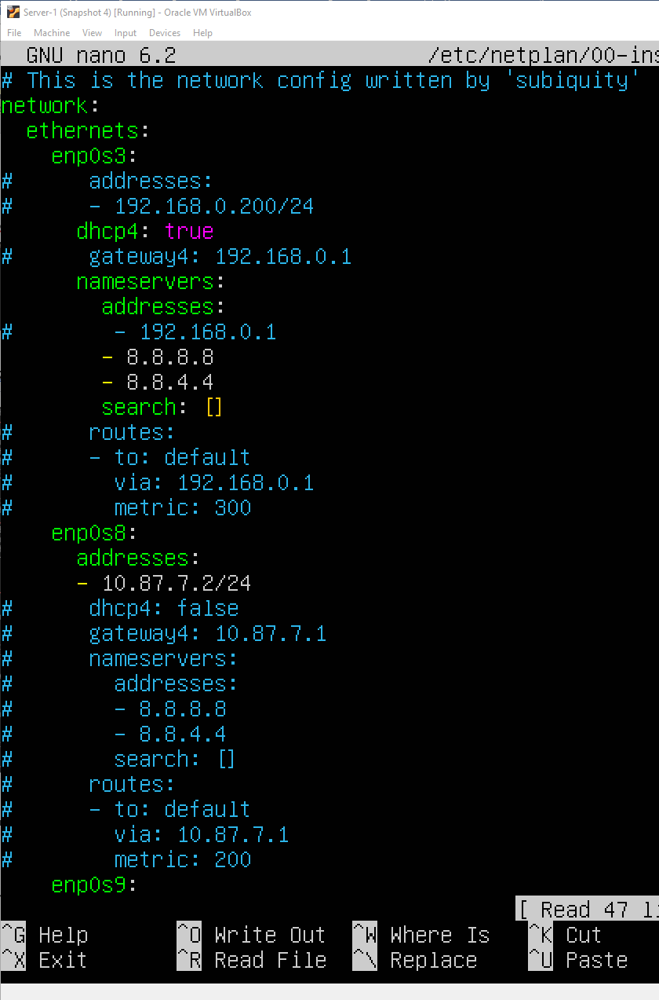 Server-1 (Snapshot 4) [Running] - Oracle VM VirtualBox
File Machine View Input Devices Help
GNU nano 6.2 /etc/netplan/00-ins
# This is the network config written by 'subiquity'
network:
  ethernets:
    enp0s3:
#      addresses:
#      - 192.168.0.200/24
      dhcp4: true
#      gateway4: 192.168.0.1
      nameservers:
        addresses:
#        - 192.168.0.1
        - 8.8.8.8
        - 8.8.4.4
        search: []
#      routes:
#      - to: default
#        via: 192.168.0.1
#        metric: 300
    enp0s8:
      addresses:
      - 10.87.7.2/24
#      dhcp4: false
#      gateway4: 10.87.7.1
#      nameservers:
#        addresses:
#        - 8.8.8.8
#        - 8.8.4.4
#        search: []
#      routes:
#      - to: default
#        via: 10.87.7.1
#        metric: 200
    enp0s9:
[ Read 47 li
^G Help ^O Write Out ^W Where Is ^K Cut
^X Exit ^R Read File ^\ Replace ^U Paste